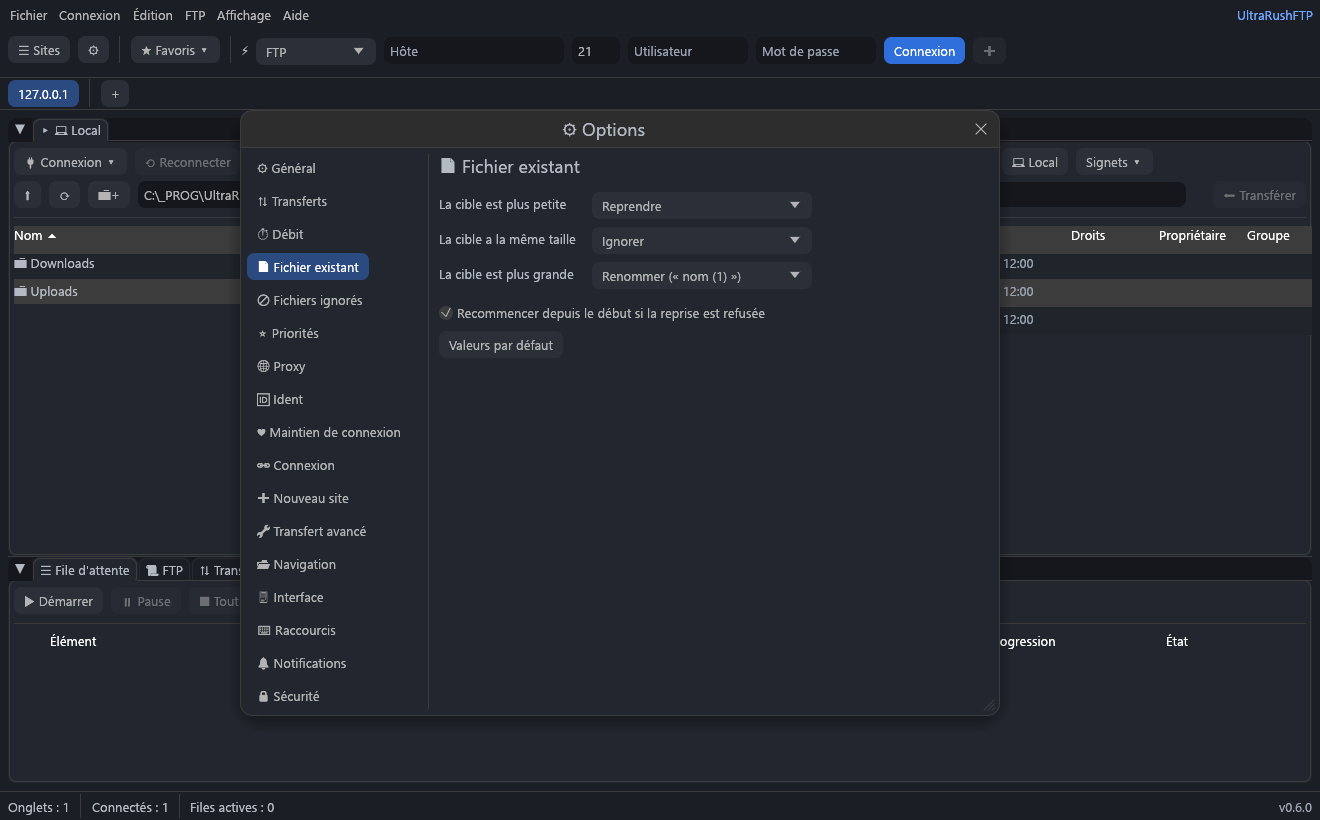 Fichier Connexion Édition FTP Affichage Aide UltraRushFTP
Sites Favoris FTP Hôte 21 Utilisateur Mot de passe Connexion +
127.0.0.1 +
Local
Options
Connexion Reconnecter
Local Signets
C:\_PROG\UltraR
Transférer
Nom
Droits Propriétaire Groupe
Downloads
12:00
Uploads
12:00
12:00
Général
Transferts
Débit
Fichier existant
Fichiers ignorés
Priorités
Proxy
Ident
Maintien de connexion
Connexion
Nouveau site
Transfert avancé
Navigation
Interface
Raccourcis
Notifications
Sécurité
Fichier existant
La cible est plus petite Reprendre
La cible a la même taille Ignorer
La cible est plus grande Renommer (« nom (1) »)
Recommencer depuis le début si la reprise est refusée
Valeurs par défaut
File d'attente FTP Trans
Démarrer Pause Tout
Élément
ogression État
Onglets : 1 Connectés : 1 Files actives : 0 v0.6.0